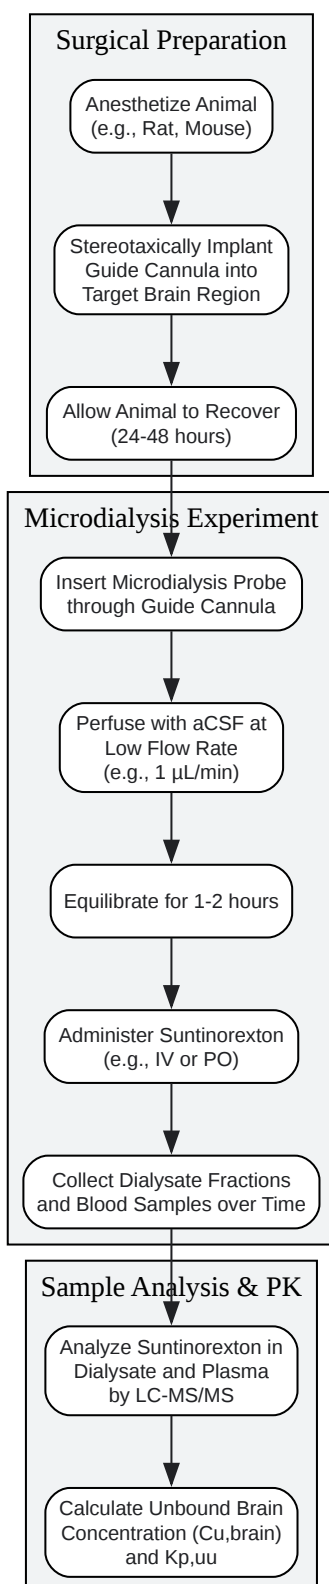 Surgical Preparation
Anesthetize Animal
(e.g., Rat, Mouse)
Stereotaxically Implant
Guide Cannula into
Target Brain Region
Allow Animal to Recover
(24-48 hours)
Microdialysis Experiment
Insert Microdialysis Probe
through Guide Cannula
Perfuse with aCSF at
Low Flow Rate
(e.g., 1 µL/min)
Equilibrate for 1-2 hours
Administer Suntinorexton
(e.g., IV or PO)
Collect Dialysate Fractions
and Blood Samples over Time
Sample Analysis & PK
Analyze Suntinorexton in
Dialysate and Plasma
by LC-MS/MS
Calculate Unbound Brain
Concentration (Cu,brain)
and Kp,uu